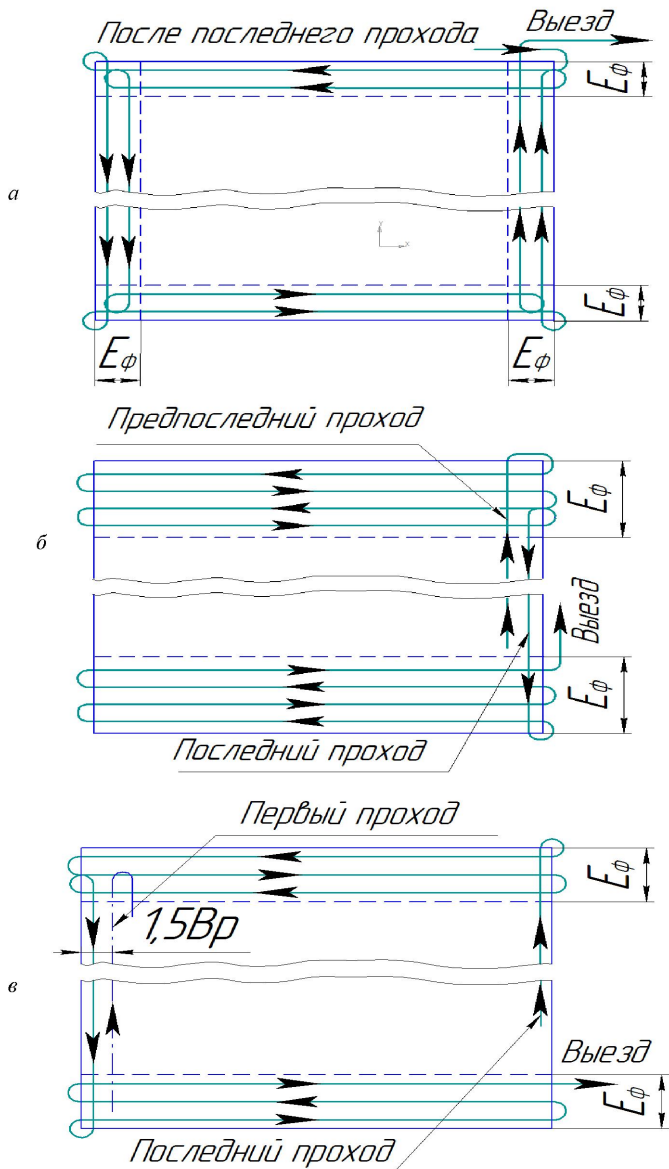 После последнего прохода
Выезд
Eф
а
y
x
Eф
Eф
Eф
Предпоследний проход
Eф
б
Выезд
Eф
Последний проход
Первый проход
Eф
1,5Вр
в
Выезд
Eф
Последний проход